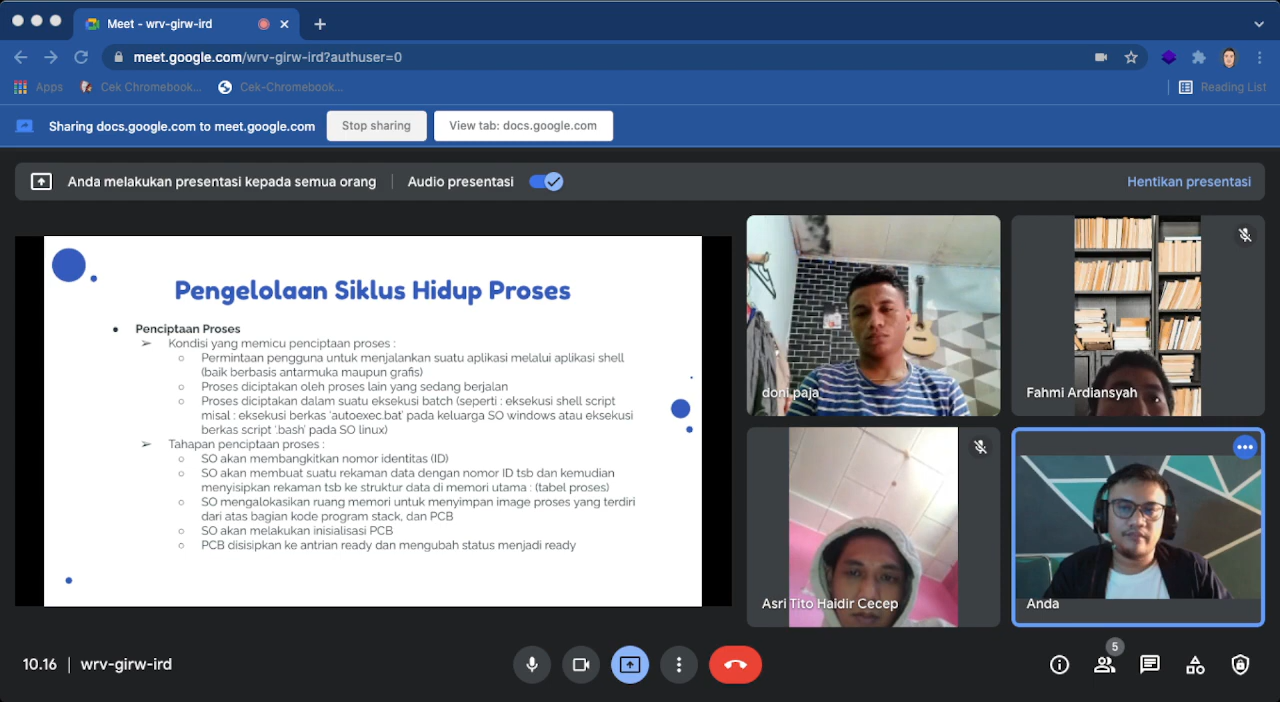 Meet - wrv-girw-ird
meet.google.com/wrv-girw-ird?authuser=0
Apps
Cek Chromebook...
Cek-Chromebook...
Reading List
Sharing docs.google.com to meet.google.com
Stop sharing
View tab: docs.google.com
Anda melakukan presentasi kepada semua orang
Audio presentasi
Hentikan presentasi
Pengelolaan Siklus Hidup Proses
Penciptaan Proses
Kondisi yang memicu penciptaan proses :
Permintaan pengguna untuk menjalankan suatu aplikasi melalui aplikasi shell
(baik berbasis antarmuka maupun grafis)
Proses diciptakan oleh proses lain yang sedang berjalan
Proses diciptakan dalam suatu eksekusi batch (seperti : eksekusi shell script
misal : eksekusi berkas 'autoexec.bat' pada keluarga SO windows atau eksekusi
berkas script '.bash' pada SO linux)
Tahapan penciptaan proses :
SO akan membangkitkan nomor identitas (ID)
SO akan membuat suatu rekaman data dengan nomor ID tsb dan kemudian
menyisipkan rekaman tsb ke struktur data di memori utama : (tabel proses)
SO mengalokasikan ruang memori untuk menyimpan image proses yang terdiri
dari atas bagian kode program stack, dan PCB
SO akan melakukan inisialisasi PCB
PCB disisipkan ke antrian ready dan mengubah status menjadi ready
doni paja
Fahmi Ardiansyah
Asri Tito Haidir Cecep
Anda
10.16 | wrv-girw-ird
5